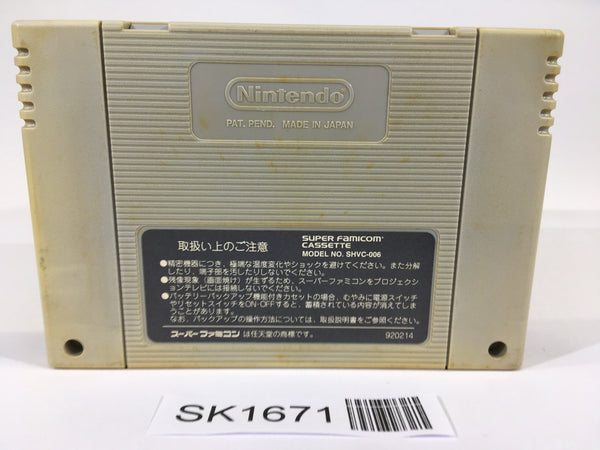 Nintendo
PAT. PEND. MADE IN JAPAN
取扱い上のご注意
SUPER FAMICOM
CASSETTE
MODEL NO. SHVC-006
●精密機器につき、極端な温度変化やショックを避けてください。また分解
したり、端子部を汚したりしないでください。
●残像現象(画面焼け)が生ずるため、スーパーファミコンをプロジェク
ションテレビには接続しないでください。
●バッテリーバックアップ機能付きカセットの場合、むやみに電源スイッチ
やリセットスイッチをON・OFFすると、蓄積されている内容が消えてしま
うことがあります。
なお、バックアップの操作方法については、取扱説明書をご参照ください。
スーパーファミコンは任天堂の商標です。
920214
SK1671